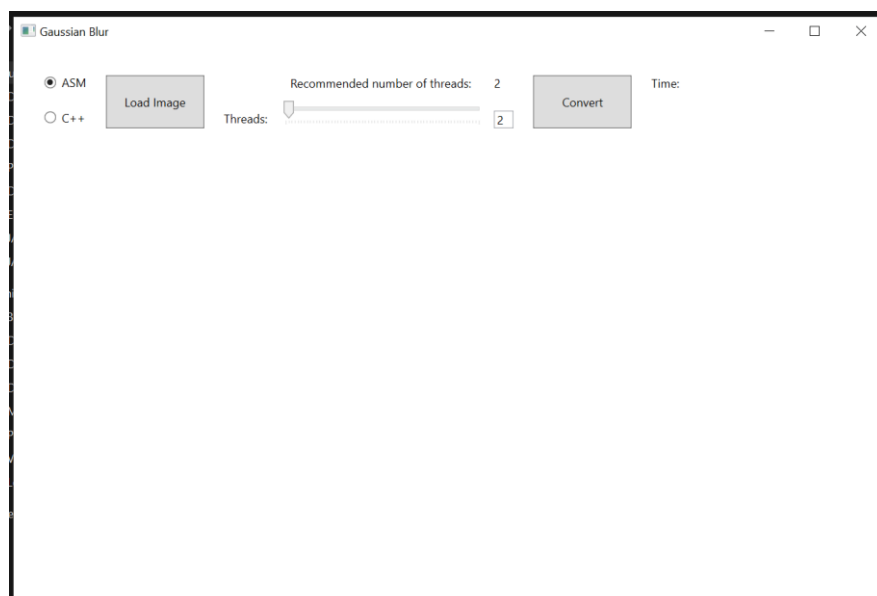 Gaussian Blur
ASM
C++
Load Image
Recommended number of threads: 2
Threads: 2
Convert
Time: